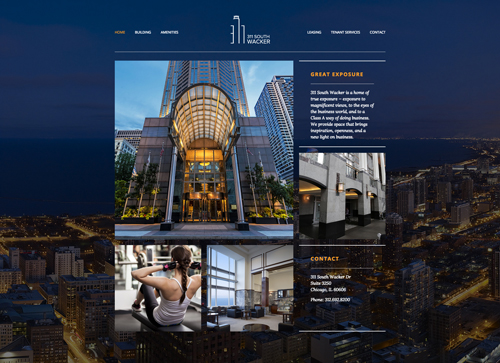 HOME
BUILDING
AMENITIES
311 SOUTH
WACKER
LEASING
TENANT SERVICES
CONTACT
GREAT EXPOSURE
311 South Wacker is a home of
true exposure – exposure to
magnificent views, to the eyes of
the business world, and to a
Class A way of doing business.
We provide space that brings
inspiration, openness, and a
new light on business.
CONTACT
311 South Wacker Dr
Suite 5250
Chicago, IL 60606
Phone: 312.692.8200